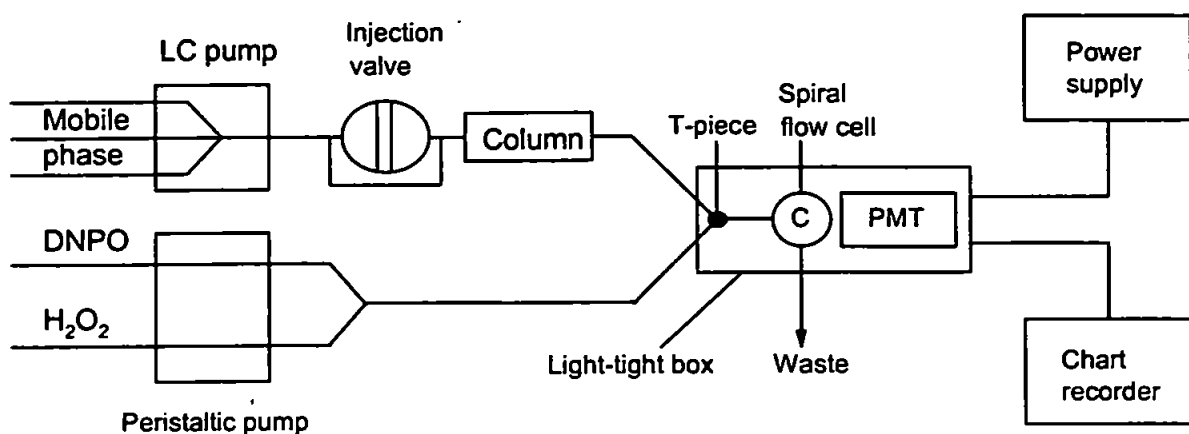 LC pump
Injection
valve
Mobile
phase
Column
T-piece
Spiral
flow cell
Power
supply
C
PMT
DNPO
H₂O₂
Light-tight box
Waste
Chart
recorder
Peristaltic pump